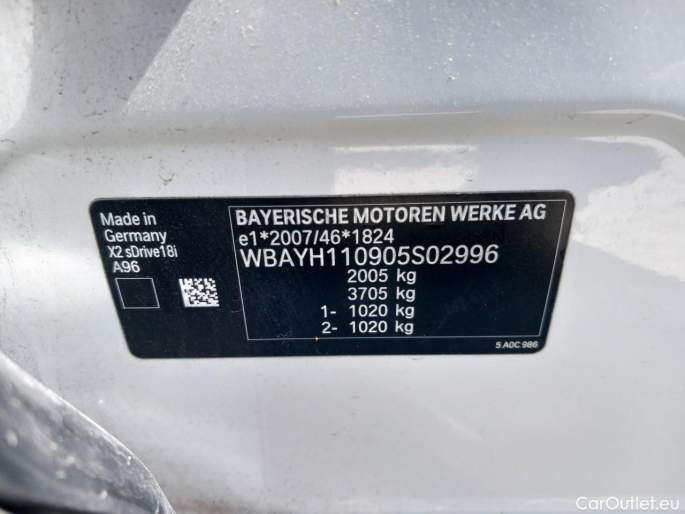 Made in
Germany
X2 sDrive18i
A96
BAYERISCHE MOTOREN WERKE AG
e1*2007/46*1824
WBAYH110905S02996
2005 kg
3705 kg
1- 1020 kg
2- 1020 kg
5 A0C 986
CarOutlet.eu